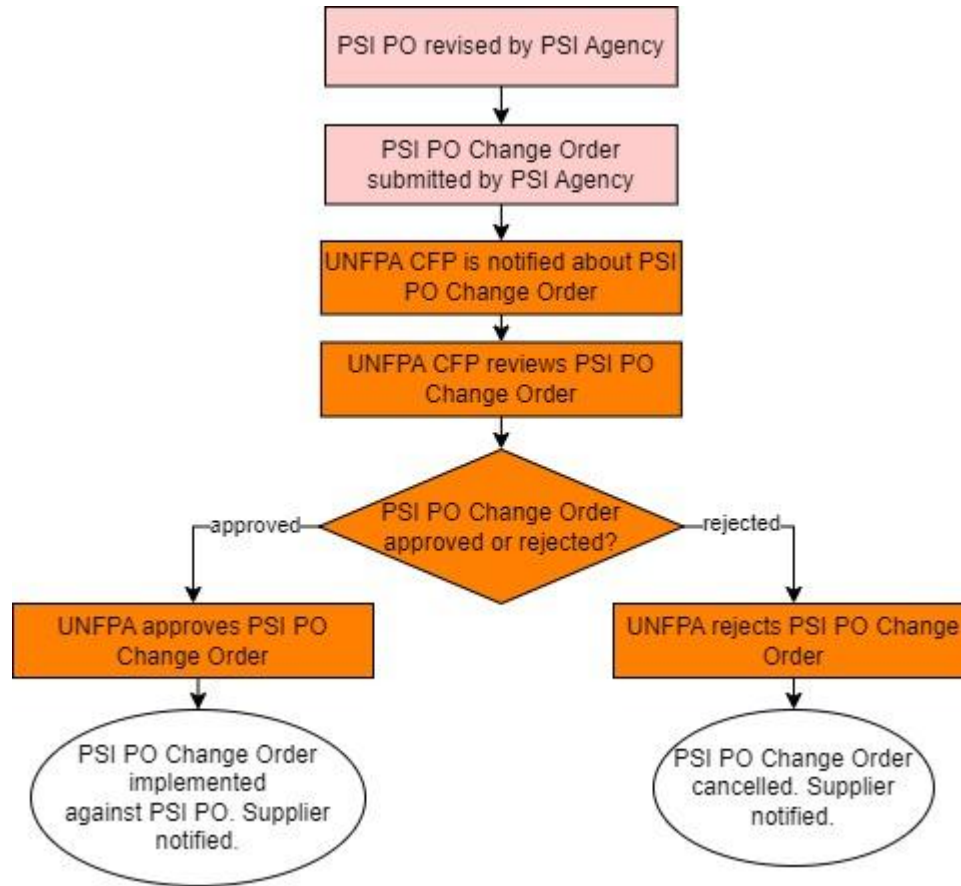 PSI PO revised by PSI Agency
PSI PO Change Order
submitted by PSI Agency
UNFPA CFP is notified about PSI
PO Change Order
UNFPA CFP reviews PSI PO
Change Order
PSI PO Change Order
approved or rejected?
approved
rejected
UNFPA approves PSI PO
Change Order
UNFPA rejects PSI PO Change
Order
PSI PO Change Order
implemented
against PSI PO. Supplier
notified.
PSI PO Change Order
cancelled. Supplier
notified.